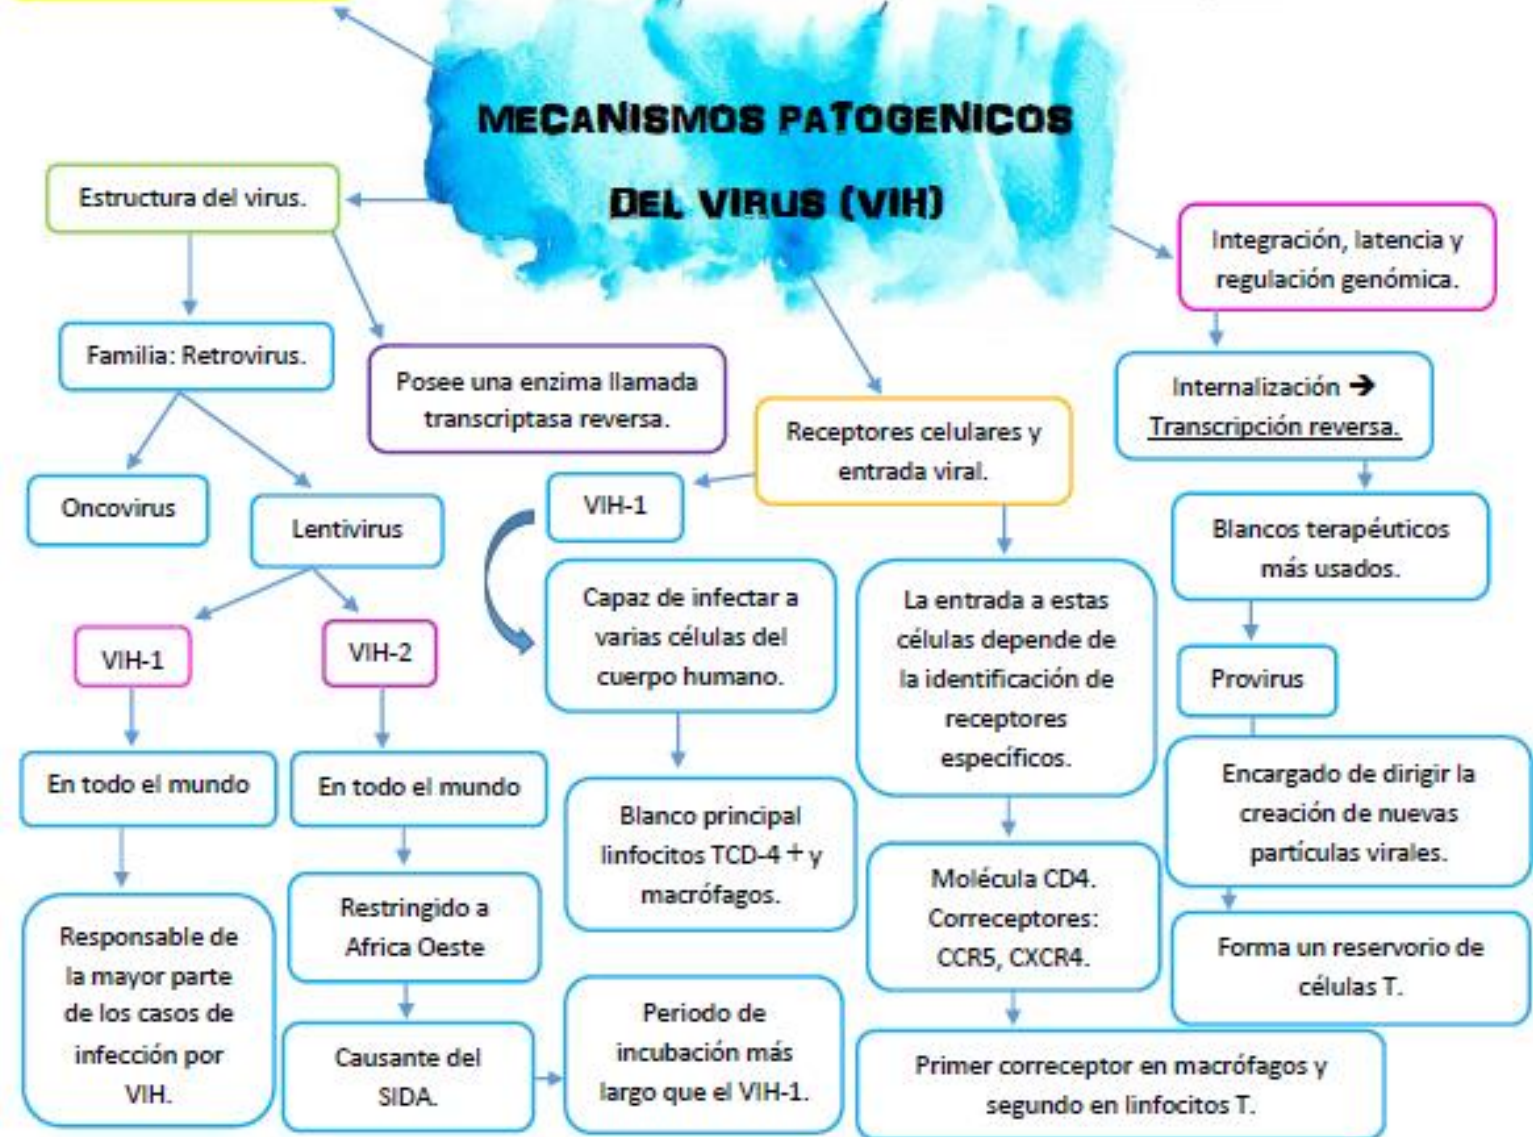 MECANISMOS PATOGENICOS
DEL VIRUS (VIH)
Estructura del virus.
Familia: Retrovirus.
Posee una enzima llamada
transcriptasa reversa.
Oncovirus
Lentivirus
VIH-1
VIH-2
En todo el mundo
En todo el mundo
Responsable de
la mayor parte
de los casos de
infección por
VIH.
Restringido a
Africa Oeste
Causante del
SIDA.
Periodo de
incubación más
largo que el VIH-1.
Receptores celulares y
entrada viral.
VIH-1
Capaz de infectar a
varias células del
cuerpo humano.
Blanco principal
linfocitos TCD-4 + y
macrófagos.
La entrada a estas
células depende de
la identificación de
receptores
específicos.
Molécula CD4.
Correceptores:
CCR5, CXCR4.
Primer correceptor en macrófagos y
segundo en linfocitos T.
Integración, latencia y
regulación genómica.
Internalización ➔
Transcripción reversa.
Blancos terapéuticos
más usados.
Provirus
Encargado de dirigir la
creación de nuevas
partículas virales.
Forma un reservorio de
células T.